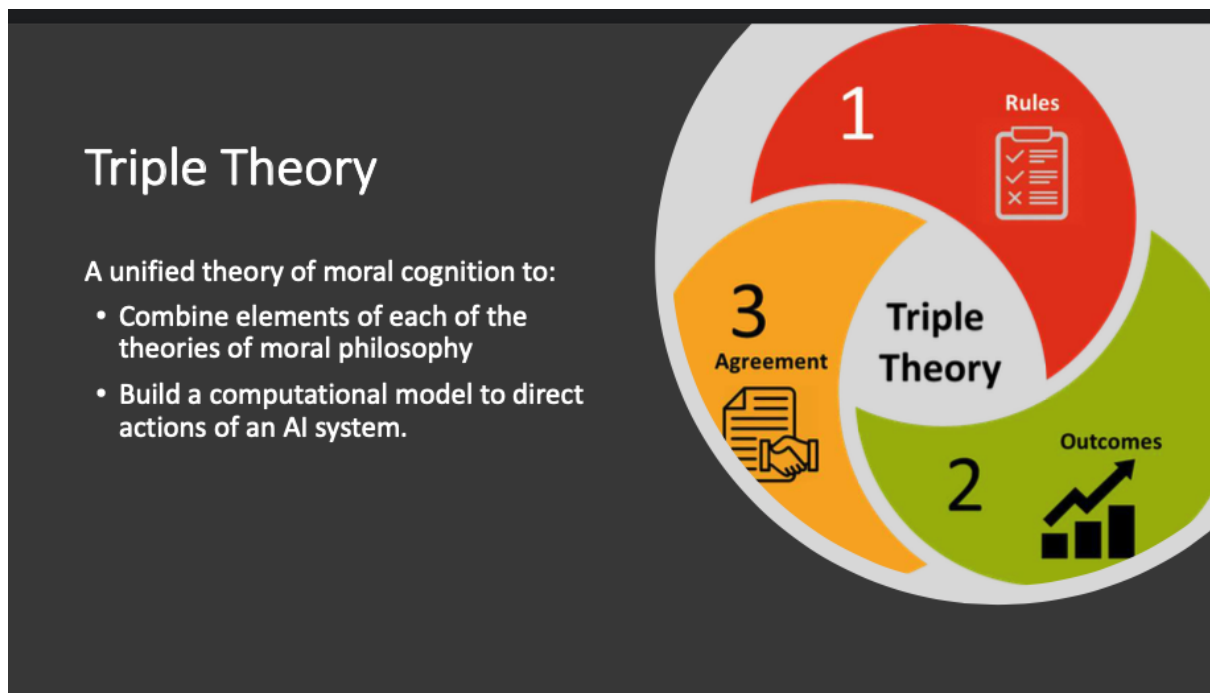 Triple Theory
A unified theory of moral cognition to:
• Combine elements of each of the
theories of moral philosophy
• Build a computational model to direct
actions of an AI system.
1
Rules
3
Agreement
Triple
Theory
2
Outcomes